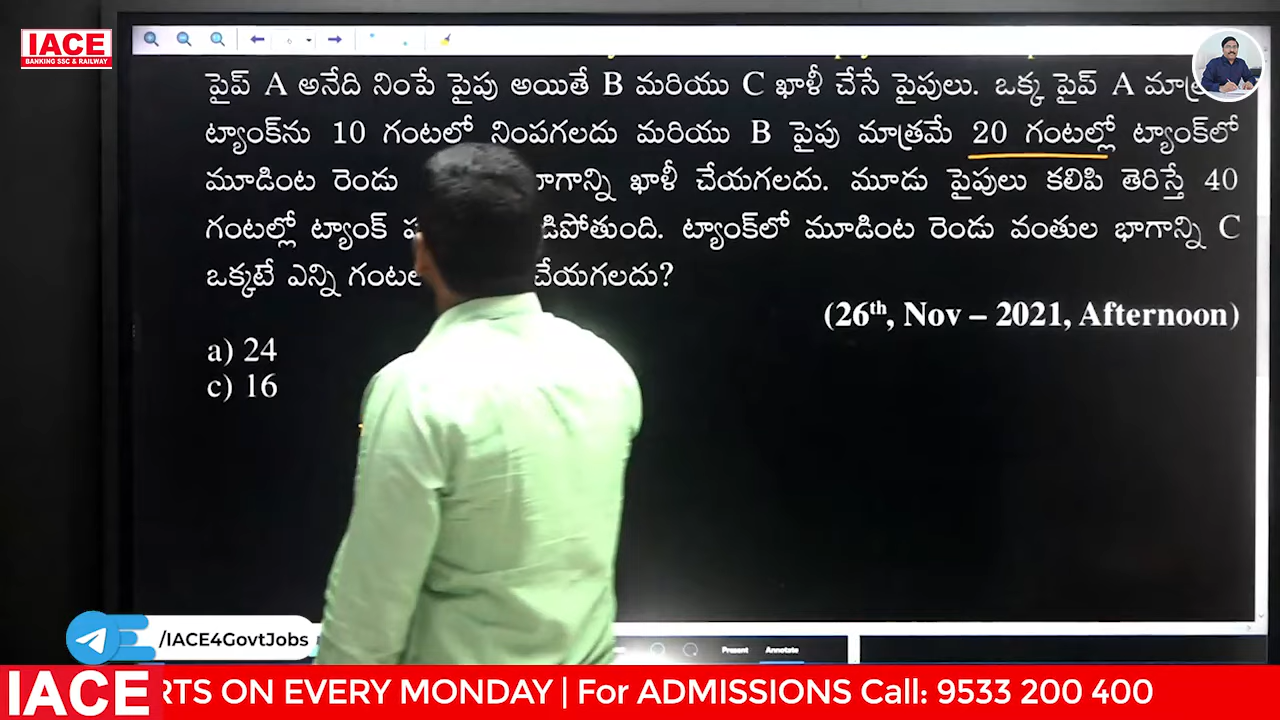 IACE
BANKING SSC & RAILWAY
పైప్ A అనేది నింపే పైపు అయితే B మరియు C ఖాళీ చేసే పైపులు. ఒక్క పైప్ A
ట్యాంక్‌ను 10 గంటలో నింపగలదు మరియు B పైపు మాత్రమే 20 గంటల్లో ట్యాంక్‌లో
మూడింట రెండు ఖాళీ చేయగలదు. మూడు పైపులు కలిపి తెరిస్తే 40
గంటల్లో ట్యాంక్ ట్యాంక్‌లో మూడింట రెండు వంతుల భాగాన్ని C
ఒక్కటే ఎన్ని చేయగలదు?
(26th, Nov – 2021, Afternoon)
a) 24
c) 16
/IACE4GovtJobs
Present Annotate
IACE
RTS ON EVERY MONDAY | For ADMISSIONS Call: 9533 200 400